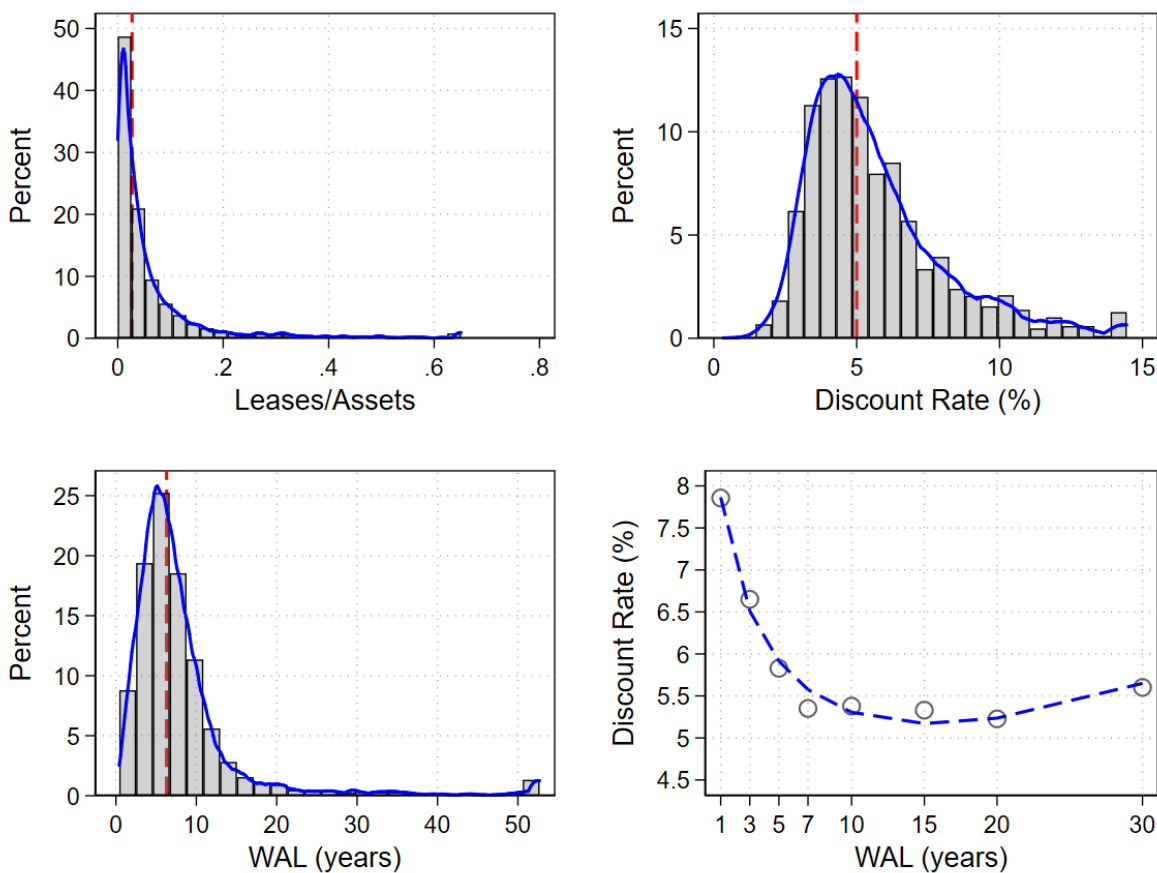 Percent
50
40
30
20
10
0
0 .2 .4 .6 .8
Leases/Assets
Percent
15
10
5
0
0 5 10 15
Discount Rate (%)
Percent
25
20
15
10
5
0
0 10 20 30 40 50
WAL (years)
Discount Rate (%)
8
7.5
7
6.5
6
5.5
5
4.5
1 3 5 7 10 15 20 30
WAL (years)